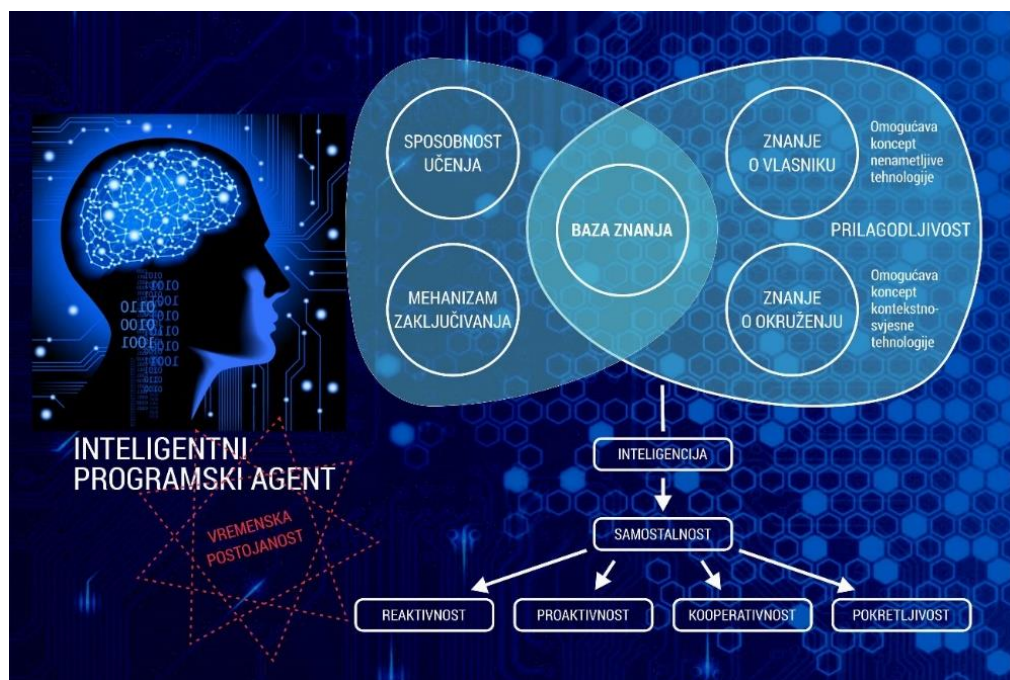 SPOSOBNOST
UČENJA
MEHANIZAM
ZAKLJUČIVANJA
BAZA ZNANJA
ZNANJE
O VLASNIKU
Omogućava
koncept
nenametljive
tehnologije
PRILAGODLJIVOST
ZNANJE
O OKRUŽENJU
Omogućava
koncept
kontekstno-
svjesne
tehnologije
INTELIGENTNI
PROGRAMSKI AGENT
VREMENSKA
POSTOJANOST
INTELIGENCIJA
SAMOSTALNOST
REAKTIVNOST
PROAKTIVNOST
KOOPERATIVNOST
POKRETLJIVOST